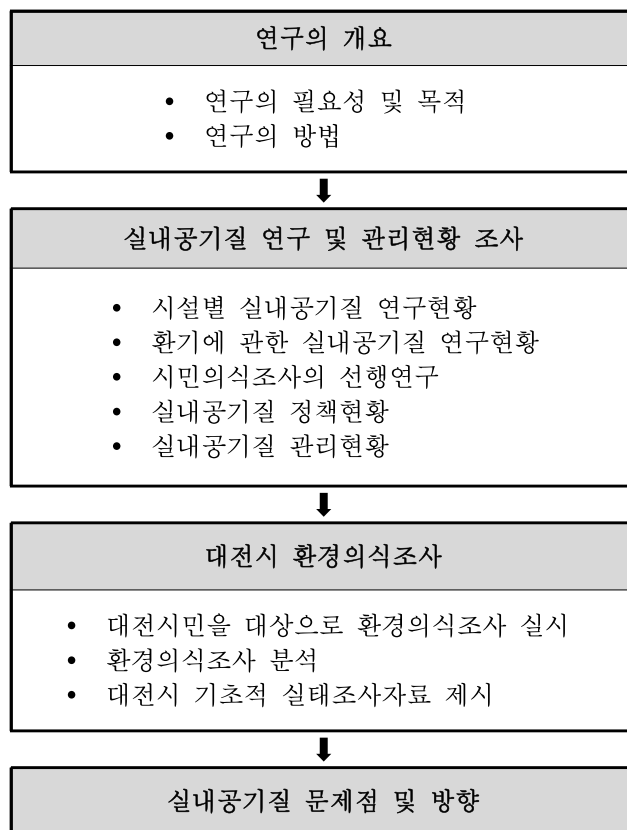 연구의 개요
• 연구의 필요성 및 목적
• 연구의 방법
실내공기질 연구 및 관리현황 조사
• 시설별 실내공기질 연구현황
• 환기에 관한 실내공기질 연구현황
• 시민의식조사의 선행연구
• 실내공기질 정책현황
• 실내공기질 관리현황
대전시 환경의식조사
• 대전시민을 대상으로 환경의식조사 실시
• 환경의식조사 분석
• 대전시 기초적 실태조사자료 제시
실내공기질 문제점 및 방향